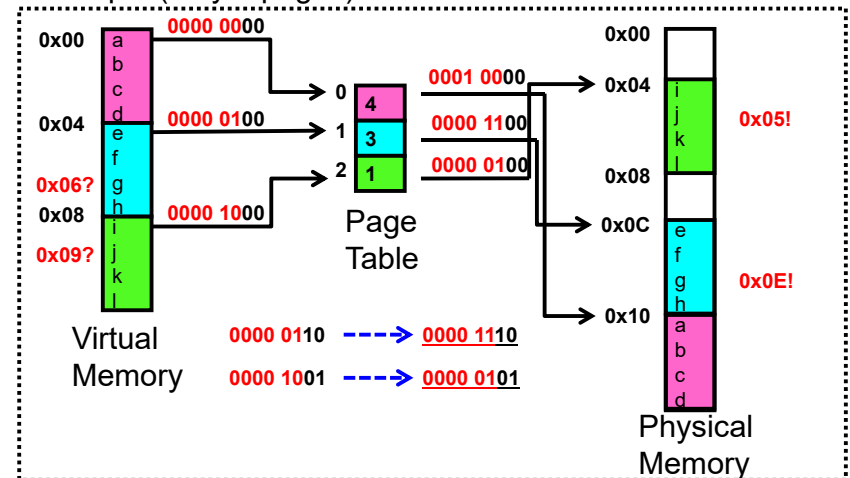 0x00
a
b
c
d
0x04
e
f
0x06?
g
h
0x08
i
0x09?
j
k
l
0000 0000
0000 0100
0000 1000
0
4
1
3
2
1
Page
Table
0001 0000
0000 1100
0000 0100
0x00
0x04
i
j
k
l
0x05!
0x08
0x0C
e
f
g
h
0x0E!
0x10
a
b
c
d
Virtual
Memory
0000 0110
0000 1110
0000 1001
0000 0101
Physical
Memory